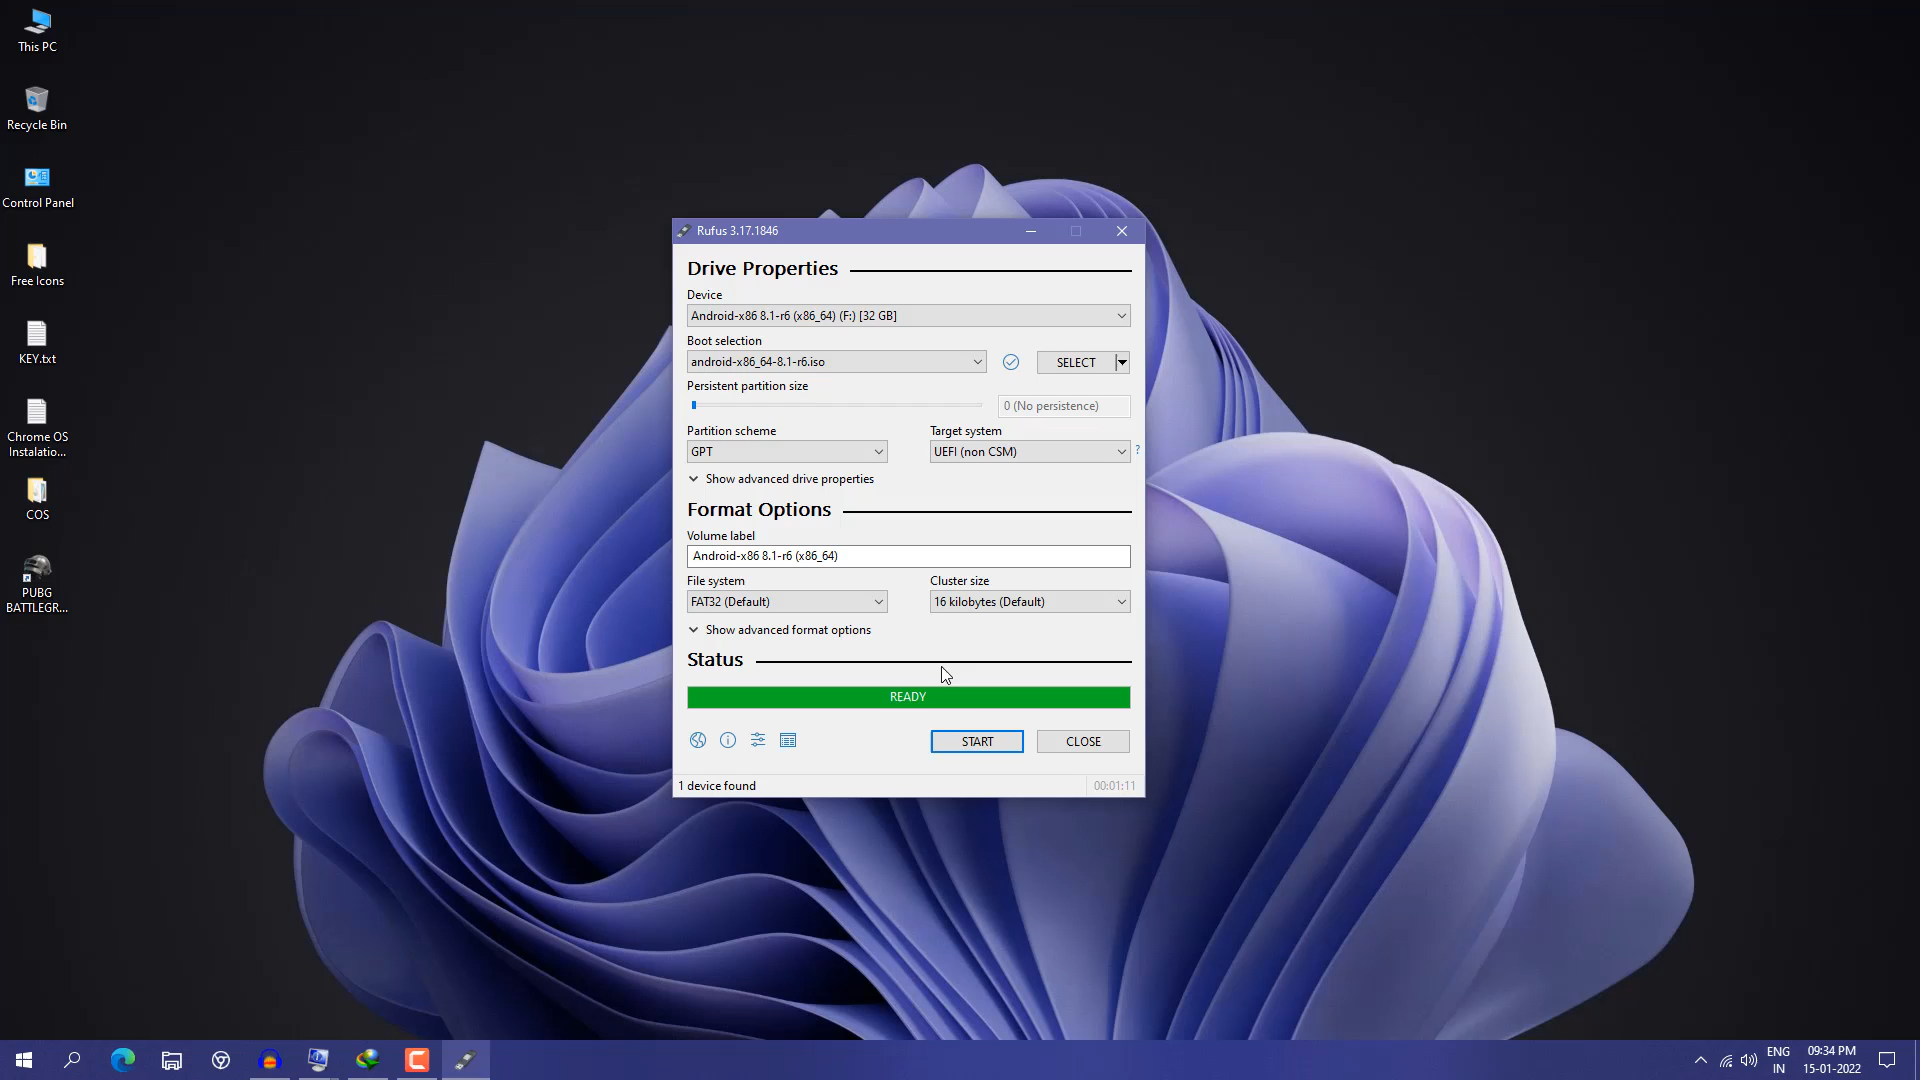 This PC
Recycle Bin
Control Panel
Free Icons
KEY.txt
Chrome OS
Instalatio...
COS
PUBG
BATTLEGR...
Rufus 3.17.1846
Drive Properties
Device
Android-x86 8.1-r6 (x86_64) (F:) [32 GB]
Boot selection
android-x86_64-8.1-r6.iso
SELECT
Persistent partition size
0 (No persistence)
Partition scheme
Target system
GPT
UEFI (non CSM)
?
Show advanced drive properties
Format Options
Volume label
Android-x86 8.1-r6 (x86_64)
File system
Cluster size
FAT32 (Default)
16 kilobytes (Default)
Show advanced format options
Status
READY
START
CLOSE
1 device found
00:01:11
ENG
IN
09:34 PM
15-01-2022